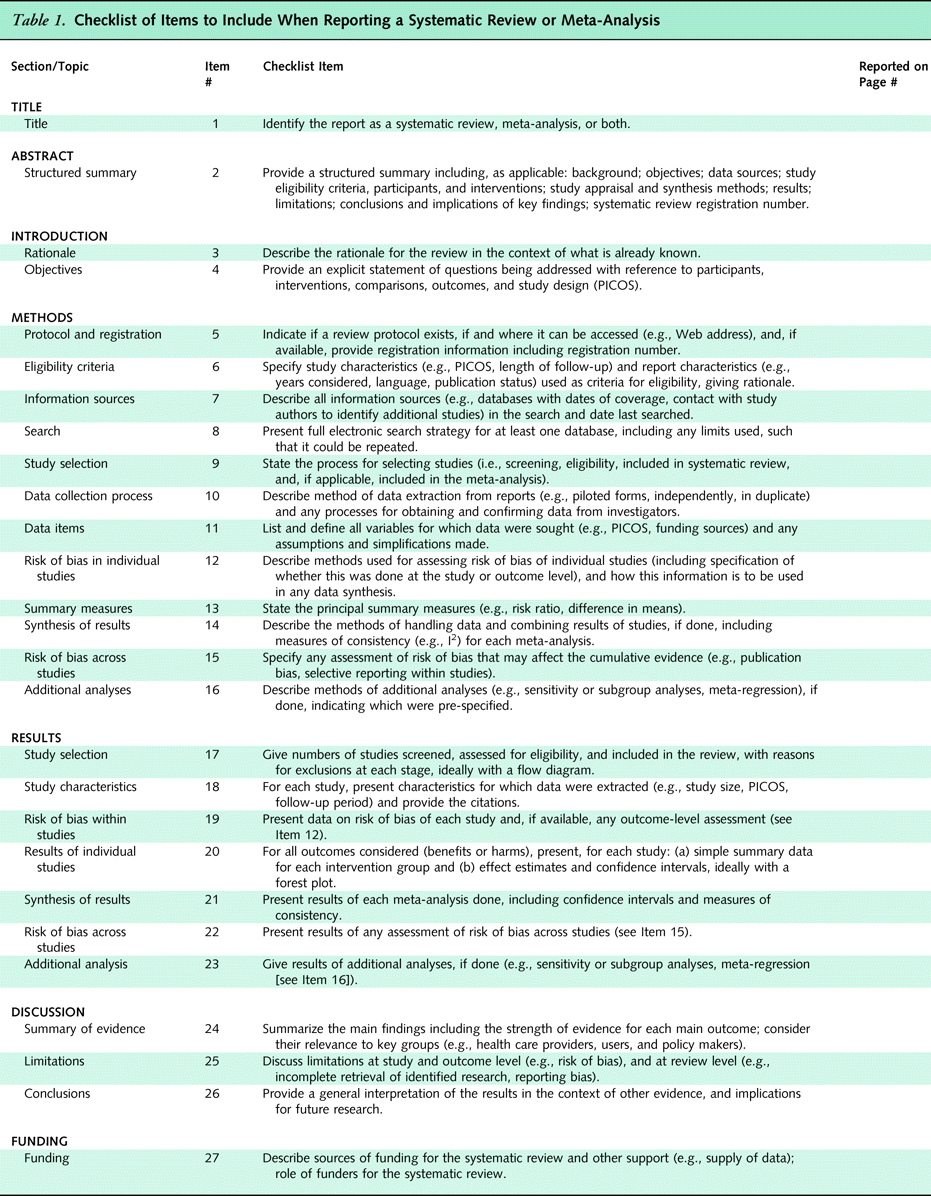 Table 1. Checklist of Items to Include When Reporting a Systematic Review or Meta-Analysis
Section/Topic Item # Checklist Item Reported on Page #
TITLE
Title 1 Identify the report as a systematic review, meta-analysis, or both.
ABSTRACT
Structured summary 2 Provide a structured summary including, as applicable: background; objectives; data sources; study
eligibility criteria, participants, and interventions; study appraisal and synthesis methods; results;
limitations; conclusions and implications of key findings; systematic review registration number.
INTRODUCTION
Rationale 3 Describe the rationale for the review in the context of what is already known.
Objectives 4 Provide an explicit statement of questions being addressed with reference to participants,
interventions, comparisons, outcomes, and study design (PICOS).
METHODS
Protocol and registration 5 Indicate if a review protocol exists, if and where it can be accessed (e.g., Web address), and, if
available, provide registration information including registration number.
Eligibility criteria 6 Specify study characteristics (e.g., PICOS, length of follow-up) and report characteristics (e.g.,
years considered, language, publication status) used as criteria for eligibility, giving rationale.
Information sources 7 Describe all information sources (e.g., databases with dates of coverage, contact with study
authors to identify additional studies) in the search and date last searched.
Search 8 Present full electronic search strategy for at least one database, including any limits used, such
that it could be repeated.
Study selection 9 State the process for selecting studies (i.e., screening, eligibility, included in systematic review,
and, if applicable, included in the meta-analysis).
Data collection process 10 Describe method of data extraction from reports (e.g., piloted forms, independently, in duplicate)
and any processes for obtaining and confirming data from investigators.
Data items 11 List and define all variables for which data were sought (e.g., PICOS, funding sources) and any
assumptions and simplifications made.
Risk of bias in individual 12 Describe methods used for assessing risk of bias of individual studies (including specification of
studies whether this was done at the study or outcome level), and how this information is to be used
in any data synthesis.
Summary measures 13 State the principal summary measures (e.g., risk ratio, difference in means).
Synthesis of results 14 Describe the methods of handling data and combining results of studies, if done, including
measures of consistency (e.g., I²) for each meta-analysis.
Risk of bias across 15 Specify any assessment of risk of bias that may affect the cumulative evidence (e.g., publication
studies bias, selective reporting within studies).
Additional analyses 16 Describe methods of additional analyses (e.g., sensitivity or subgroup analyses, meta-regression), if
done, indicating which were pre-specified.
RESULTS
Study selection 17 Give numbers of studies screened, assessed for eligibility, and included in the review, with reasons
for exclusions at each stage, ideally with a flow diagram.
Study characteristics 18 For each study, present characteristics for which data were extracted (e.g., study size, PICOS,
follow-up period) and provide the citations.
Risk of bias within 19 Present data on risk of bias of each study and, if available, any outcome-level assessment (see
studies Item 12).
Results of individual 20 For all outcomes considered (benefits or harms), present, for each study: (a) simple summary data
studies for each intervention group and (b) effect estimates and confidence intervals, ideally with a
forest plot.
Synthesis of results 21 Present results of each meta-analysis done, including confidence intervals and measures of
consistency.
Risk of bias across 22 Present results of any assessment of risk of bias across studies (see Item 15).
studies
Additional analysis 23 Give results of additional analyses, if done (e.g., sensitivity or subgroup analyses, meta-regression
[see Item 16]).
DISCUSSION
Summary of evidence 24 Summarize the main findings including the strength of evidence for each main outcome; consider
their relevance to key groups (e.g., health care providers, users, and policy makers).
Limitations 25 Discuss limitations at study and outcome level (e.g., risk of bias), and at review level (e.g.,
incomplete retrieval of identified research, reporting bias).
Conclusions 26 Provide a general interpretation of the results in the context of other evidence, and implications
for future research.
FUNDING
Funding 27 Describe sources of funding for the systematic review and other support (e.g., supply of data);
role of funders for the systematic review.